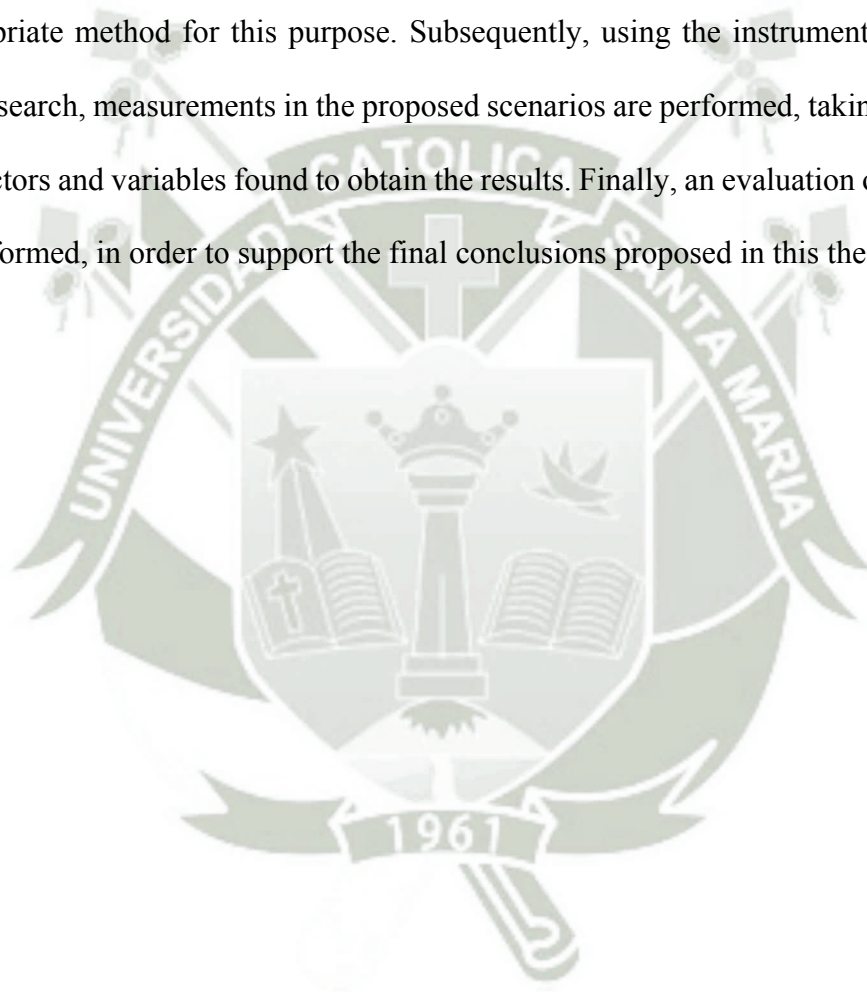 priate method for this purpose. Subsequently, using the instrument
search, measurements in the proposed scenarios are performed, takin
ctors and variables found to obtain the results. Finally, an evaluation
formed, in order to support the final conclusions proposed in this the
UNIVERSIDAD CATOLICA SANTA MARIA
1961